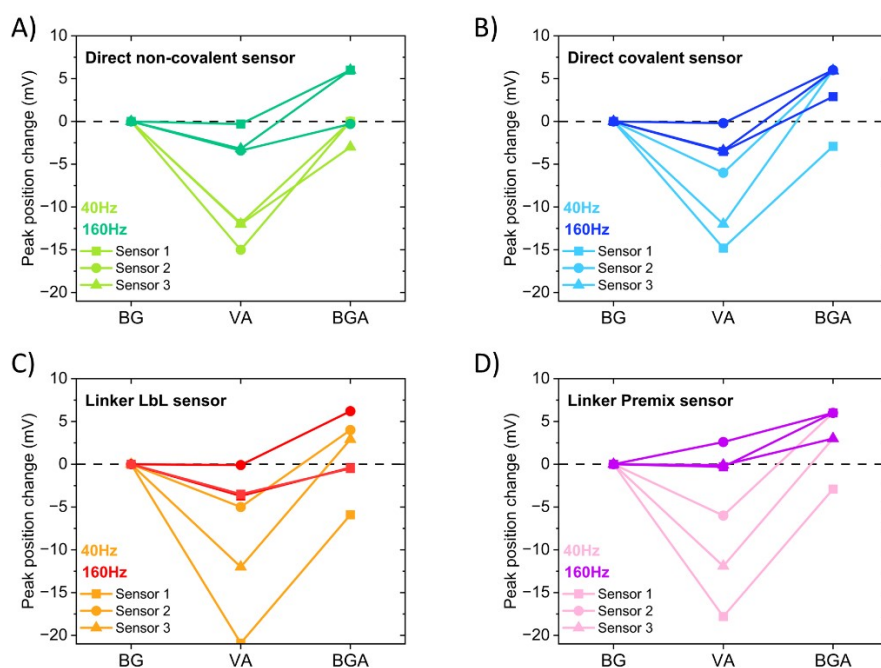 A)
Direct non-covalent sensor
Peak position change (mV)
10
5
0
−5
−10
−15
−20
40Hz
160Hz
Sensor 1
Sensor 2
Sensor 3
BG VA BGA
B)
Direct covalent sensor
Peak position change (mV)
10
5
0
−5
−10
−15
−20
40Hz
160Hz
Sensor 1
Sensor 2
Sensor 3
BG VA BGA
C)
Linker LbL sensor
Peak position change (mV)
10
5
0
−5
−10
−15
−20
40Hz
160Hz
Sensor 1
Sensor 2
Sensor 3
BG VA BGA
D)
Linker Premix sensor
Peak position change (mV)
10
5
0
−5
−10
−15
−20
40Hz
160Hz
Sensor 1
Sensor 2
Sensor 3
BG VA BGA